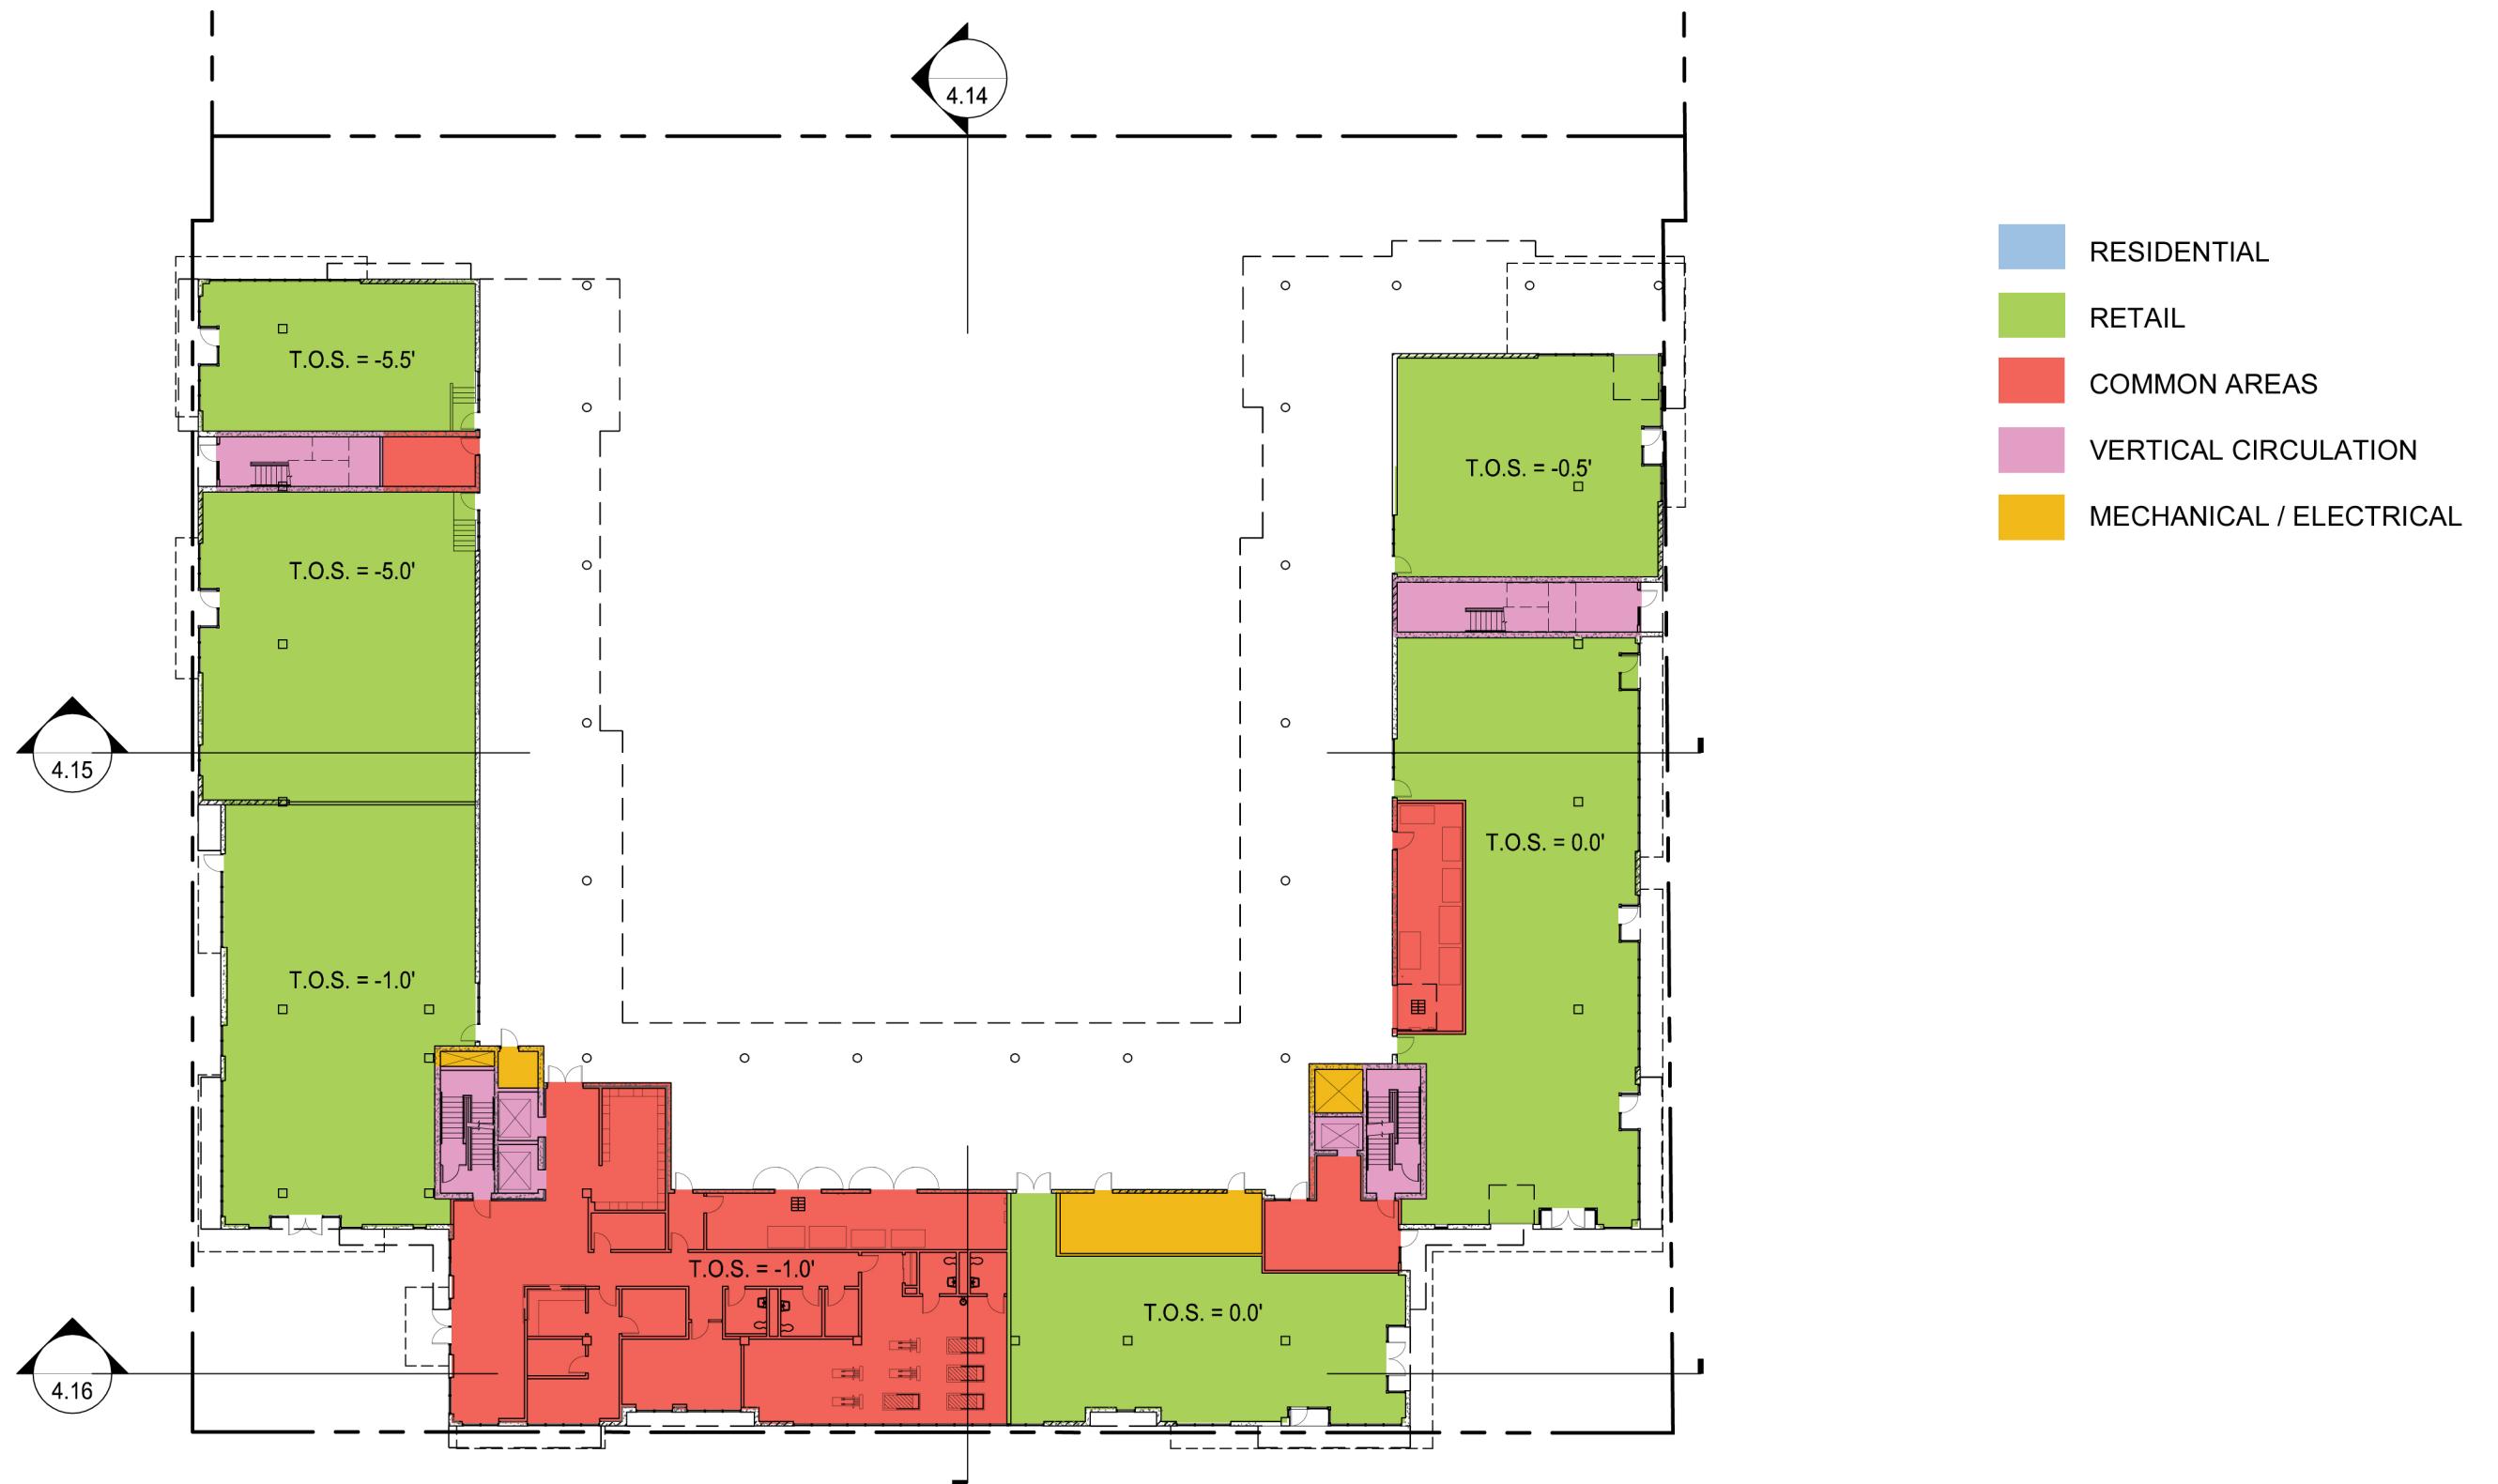 4.14
RESIDENTIAL
RETAIL
COMMON AREAS
VERTICAL CIRCULATION
MECHANICAL / ELECTRICAL
T.O.S. = -5.5'
T.O.S. = -0.5'
T.O.S. = -5.0'
4.15
T.O.S. = 0.0'
T.O.S. = -1.0'
T.O.S. = -1.0'
T.O.S. = 0.0'
4.16